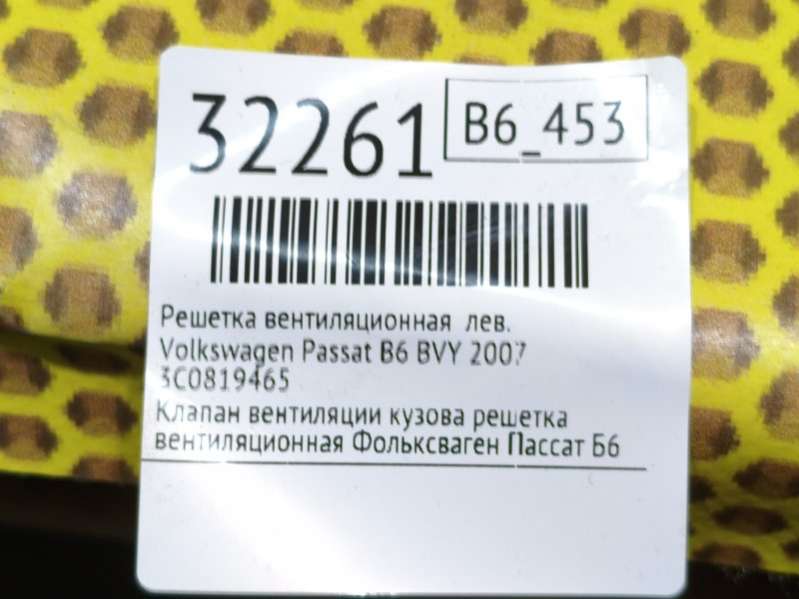 32261
B6_453
Решетка вентиляционная лев.
Volkswagen Passat B6 BVY 2007
3C0819465
Клапан вентиляции кузова решетка
вентиляционная Фольксваген Пассат Б6